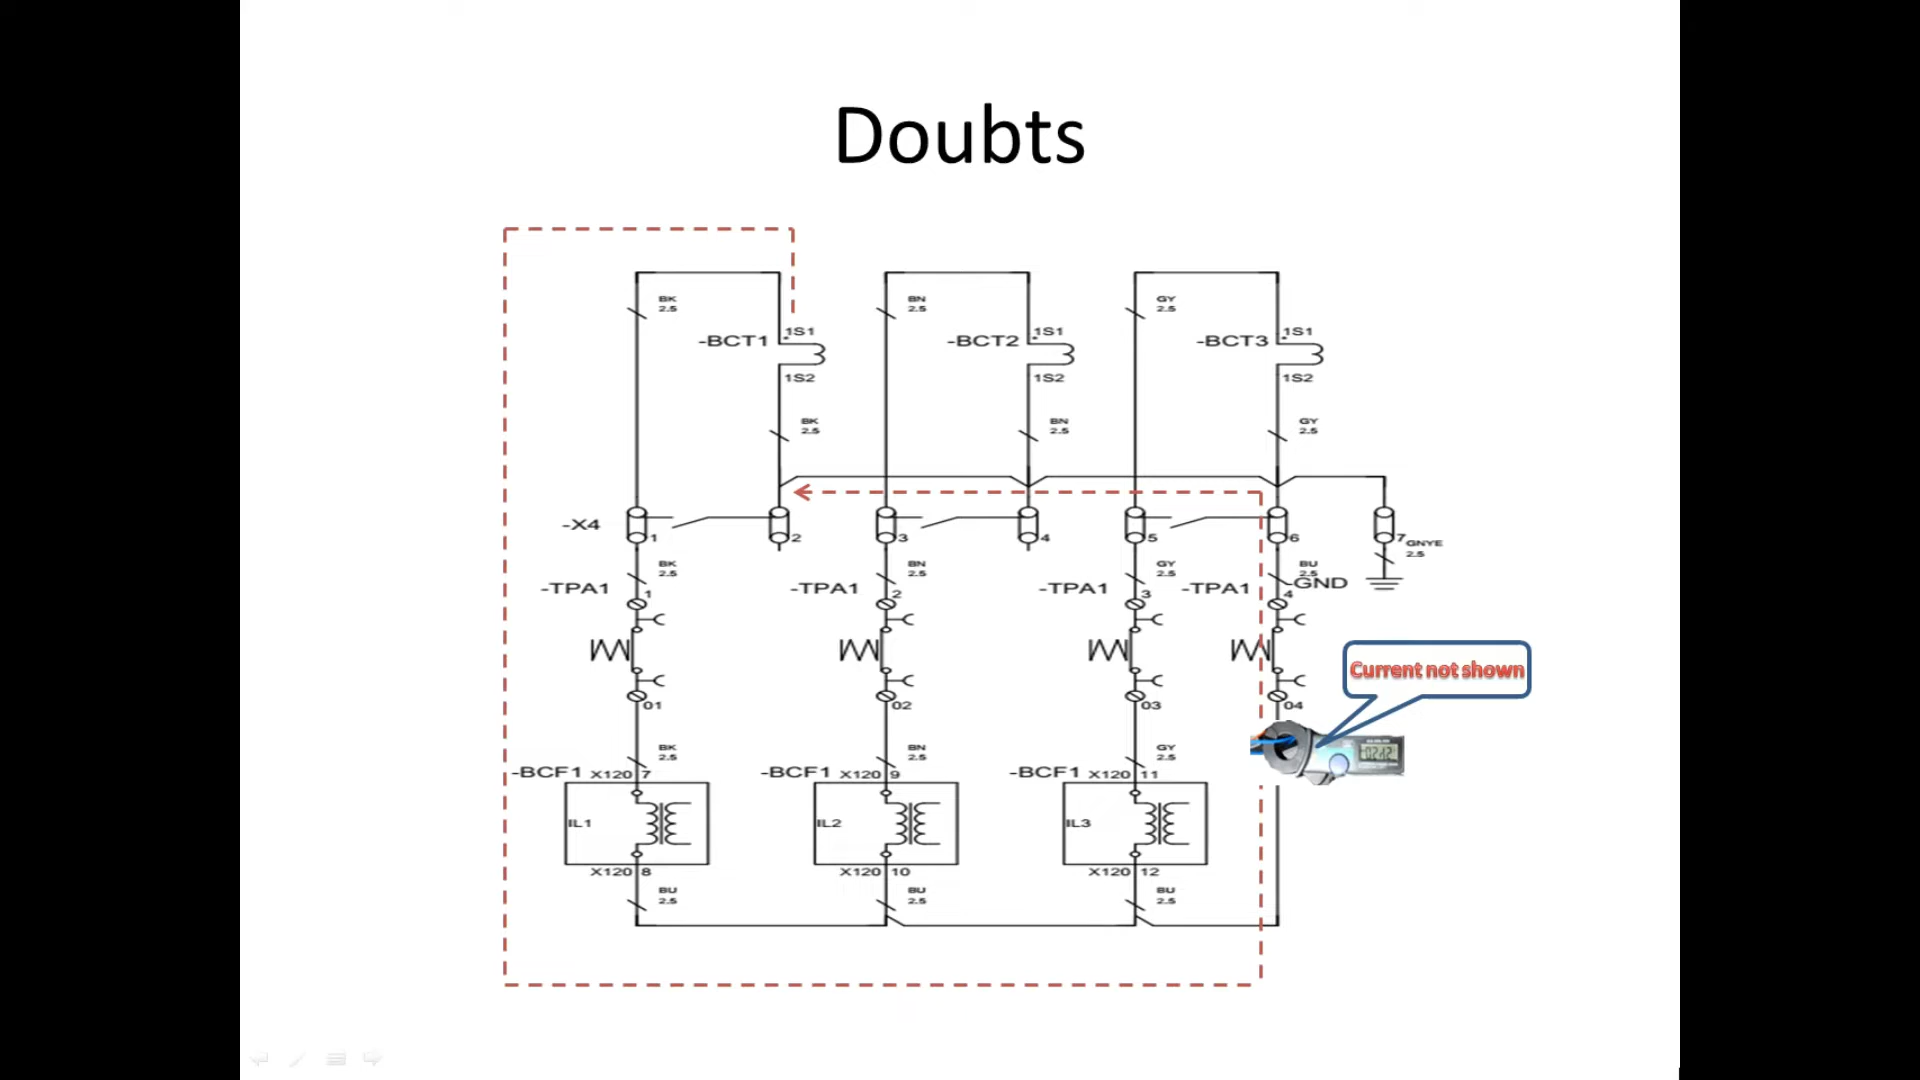 Doubts
BK
2.5
BN
2.5
GY
2.5
1S1
1S1
1S1
-BCT1
-BCT2
-BCT3
1S2
1S2
1S2
BK
2.5
BN
2.5
GY
2.5
-X4
1
2
3
4
5
6
7
GNYE
2.5
BK
2.5
BN
2.5
GY
2.5
BU
2.5
-TPA1
1
-TPA1
2
-TPA1
3
-TPA1
4
-GND
Current not shown
01
02
03
04
BK
2.5
BN
2.5
GY
2.5
-BCF1 X120 7
-BCF1 X120 9
-BCF1 X120 11
IL1
IL2
IL3
X120 8
X120 10
X120 12
BU
2.5
BU
2.5
BU
2.5